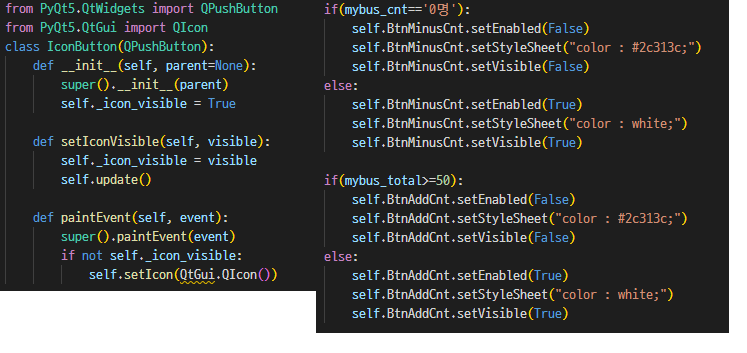 from PyQt5.QtWidgets import QPushButton
from PyQt5.QtGui import QIcon
class IconButton(QPushButton):
    def __init__(self, parent=None):
        super().__init__(parent)
        self._icon_visible = True

    def setIconVisible(self, visible):
        self._icon_visible = visible
        self.update()

    def paintEvent(self, event):
        super().paintEvent(event)
        if not self._icon_visible:
            self.setIcon(QtGui.QIcon())
if(mybus_cnt=='0명'):
    self.BtnMinusCnt.setEnabled(False)
    self.BtnMinusCnt.setStyleSheet("color : #2c313c;")
    self.BtnMinusCnt.setVisible(False)
else:
    self.BtnMinusCnt.setEnabled(True)
    self.BtnMinusCnt.setStyleSheet("color : white;")
    self.BtnMinusCnt.setVisible(True)

if(mybus_total>=50):
    self.BtnAddCnt.setEnabled(False)
    self.BtnAddCnt.setStyleSheet("color : #2c313c;")
    self.BtnAddCnt.setVisible(False)
else:
    self.BtnAddCnt.setEnabled(True)
    self.BtnAddCnt.setStyleSheet("color : white;")
    self.BtnAddCnt.setVisible(True)